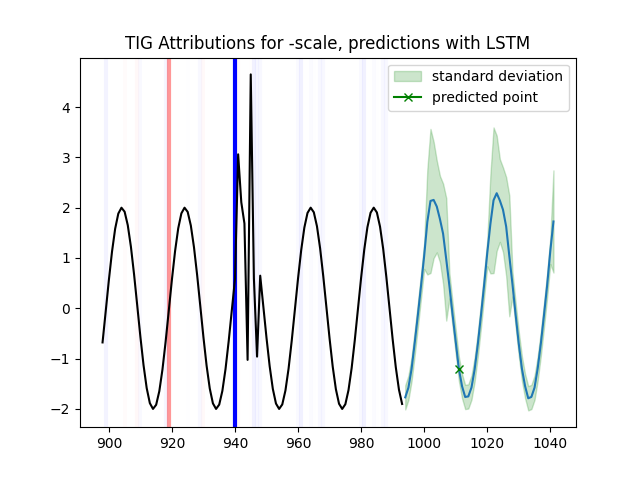 TIG Attributions for -scale, predictions with LSTM
standard deviation
predicted point
4
3
2
1
0
−1
−2
900 920 940 960 980 1000 1020 1040